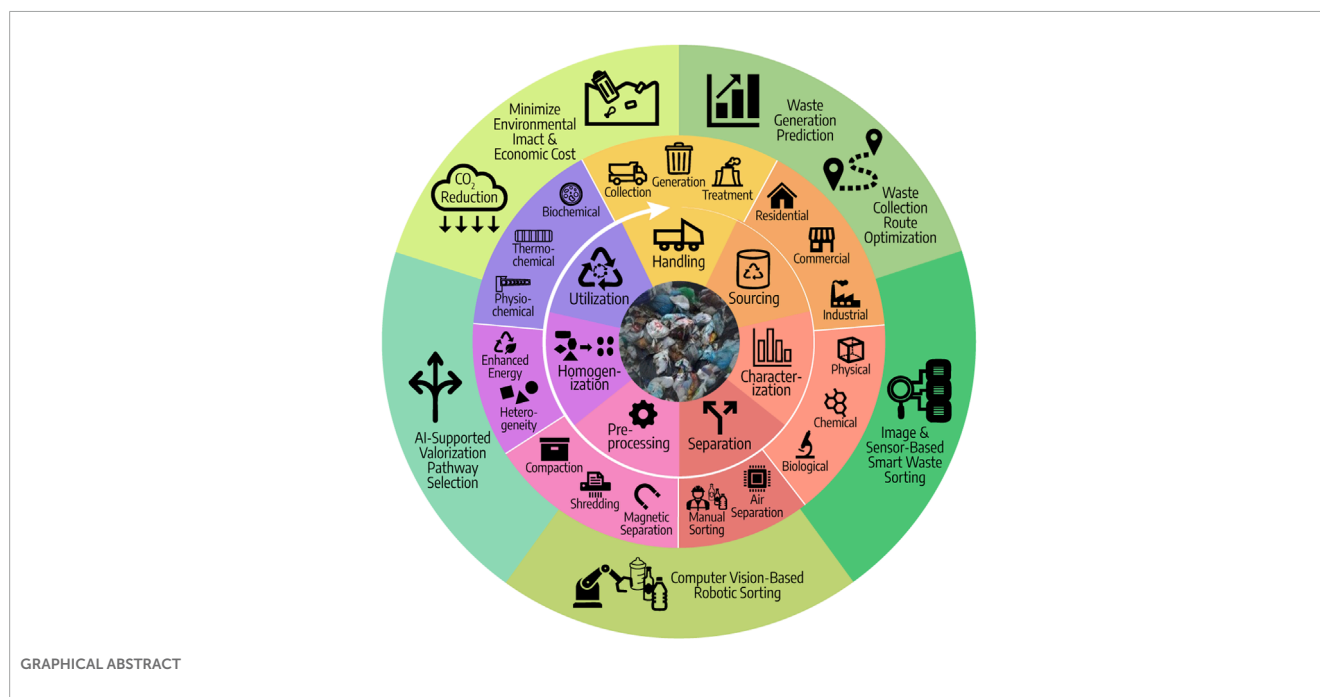 Minimize
Environmental
Imact &
Economic Cost
CO2
Reduction
Waste
Generation
Prediction
Waste
Collection
Route
Optimization
Image &
Sensor-Based
Smart Waste
Sorting
Computer Vision-Based
Robotic Sorting
AI-Supported
Valorization
Pathway
Selection
Collection
Generation
Treatment
Residential
Commercial
Industrial
Physical
Chemical
Biological
Air
Separation
Manual
Sorting
Magnetic
Separation
Shredding
Compaction
Hetero-
geneity
Enhanced
Energy
Physio-
chemical
Thermo-
chemical
Biochemical
Handling
Sourcing
Character-
ization
Separation
Pre-
processing
Homogen-
ization
Utilization
GRAPHICAL ABSTRACT